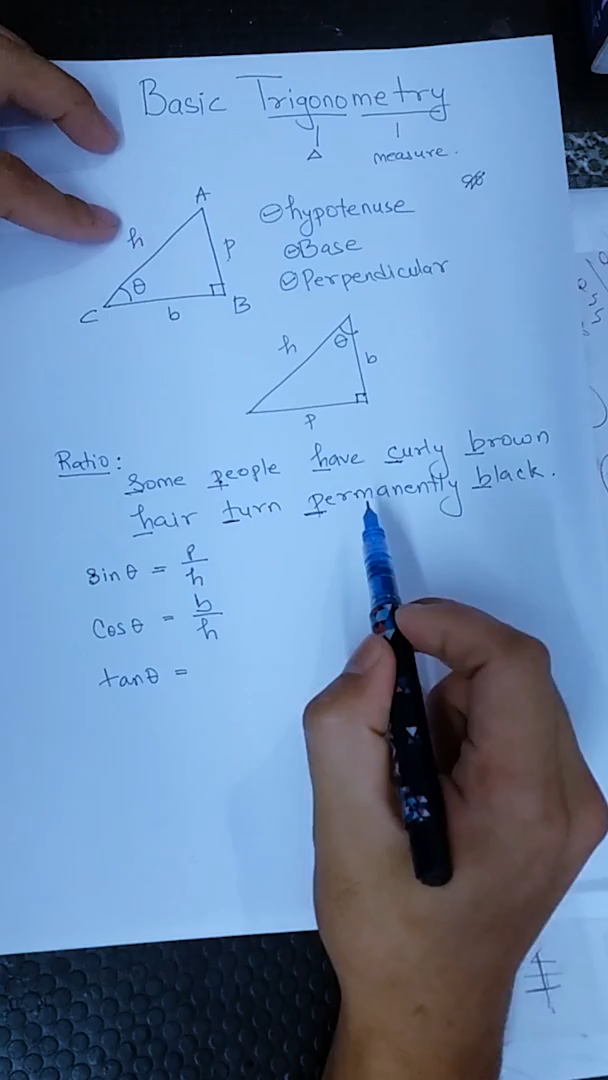 Basic Trigonometry
△ measure.
A
h p
θ
C b B
⊖hypotenuse
⊖Base
⊖Perpendicular
θ
h b
p
Ratio:
Some people have curly brown
hair turn permanently black.
sinθ = p/h
cosθ = b/h
tanθ =